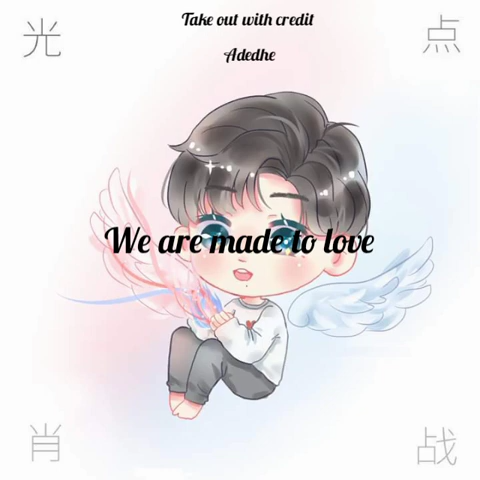 Take out with credit
Adedhe
光
点
We are made to love
肖
战